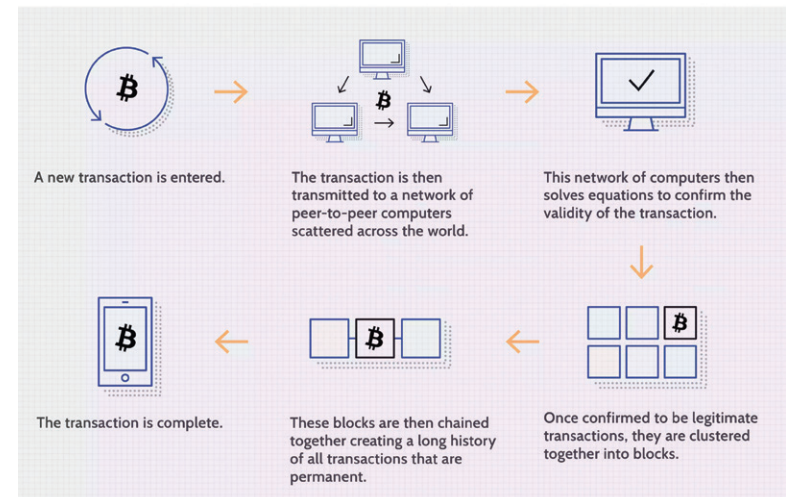 A new transaction is entered.
The transaction is then
transmitted to a network of
peer-to-peer computers
scattered across the world.
This network of computers then
solves equations to confirm the
validity of the transaction.
Once confirmed to be legitimate
transactions, they are clustered
together into blocks.
These blocks are then chained
together creating a long history
of all transactions that are
permanent.
The transaction is complete.